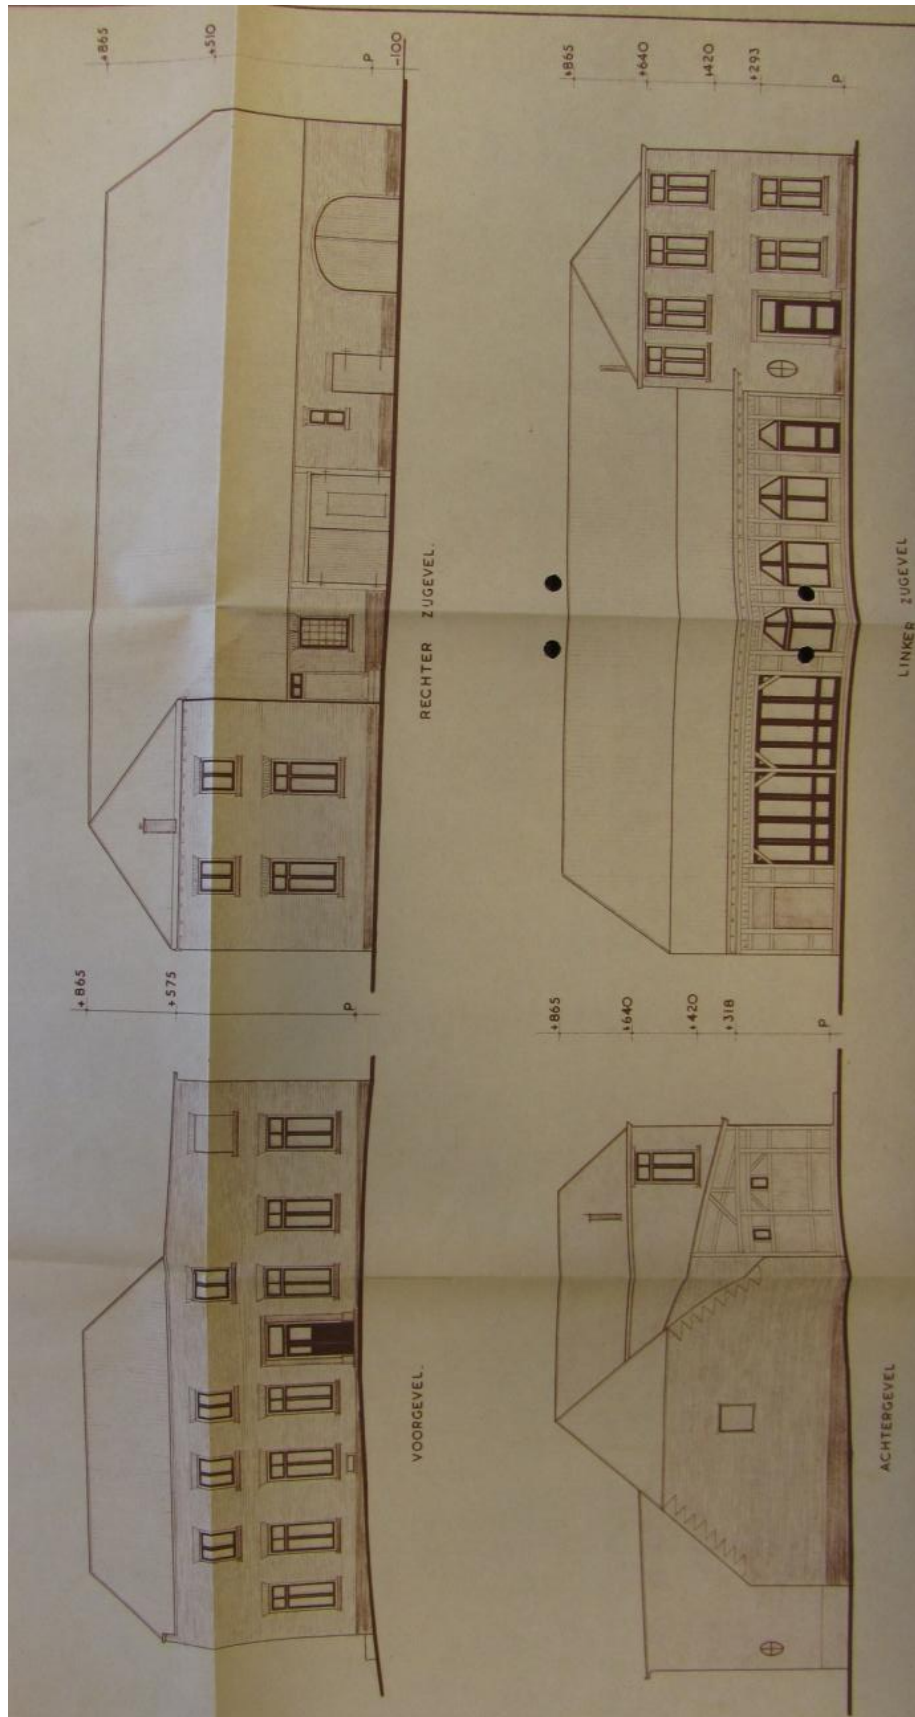 +865
+510
P
-100
RECHTER ZIJGEVEL.
+865
+640
+420
+293
P
LINKER ZIJGEVEL
+865
+575
P
VOORGEVEL.
+865
+640
+420
+318
P
ACHTERGEVEL